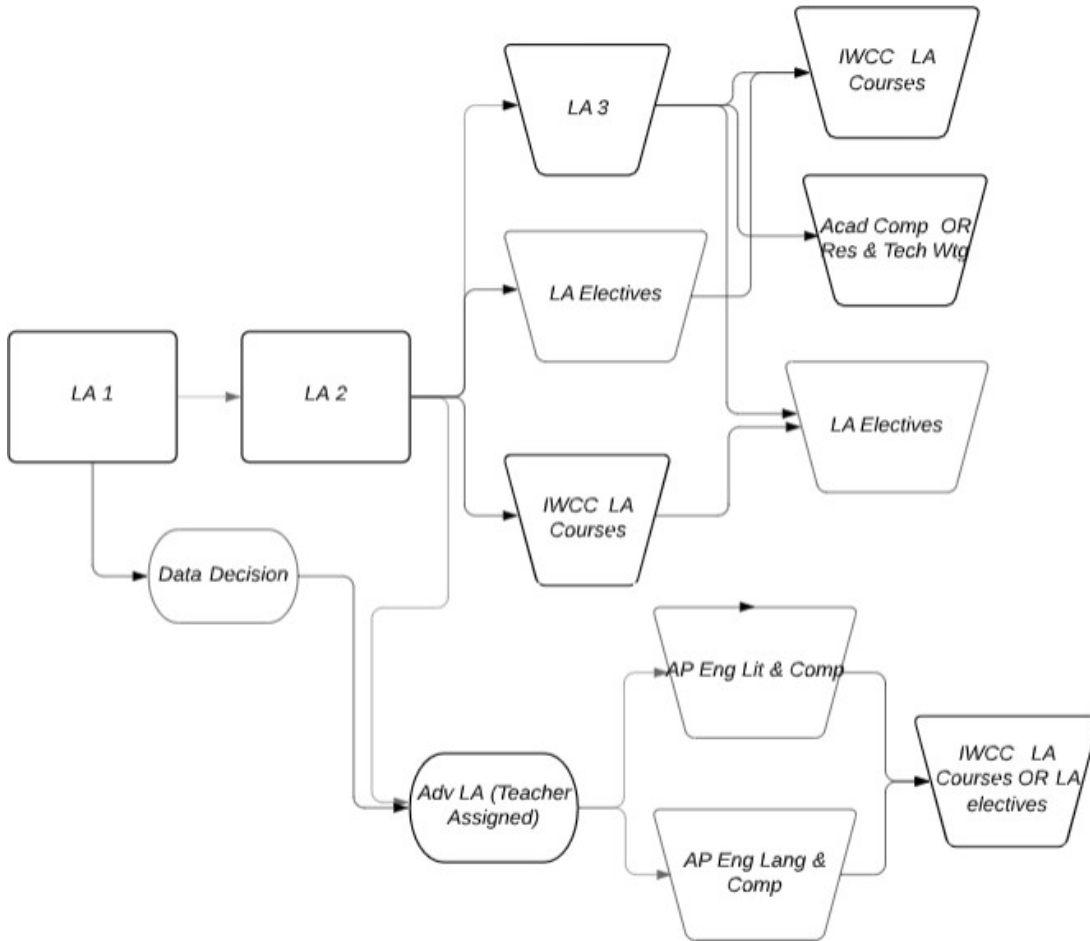 IWCC LA
Courses
LA 3
Acad Comp OR
Res & Tech Wtg
LA Electives
LA 1
LA 2
LA Electives
IWCC LA
Courses
Data Decision
AP Eng Lit & Comp
IWCC LA
Courses OR LA
electives
Adv LA (Teacher
Assigned)
AP Eng Lang &
Comp